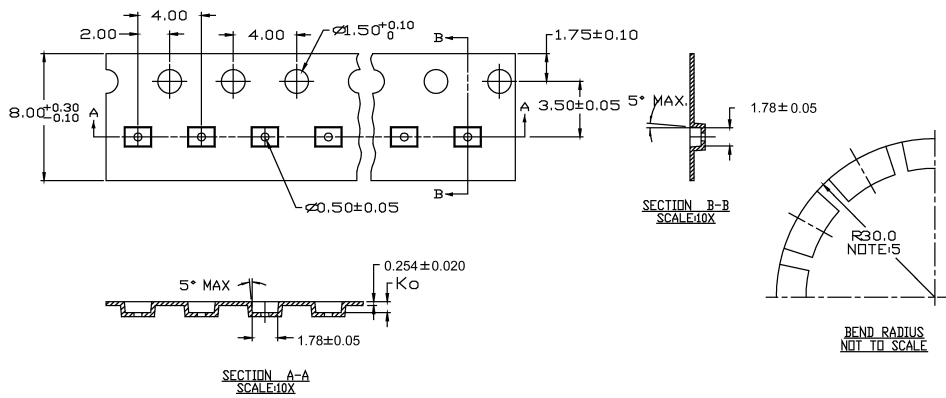 4.00
2.00
4.00
⌀1.50+0.10 0
B
1.75±0.10
8.00+0.30 -0.10
A
A
3.50±0.05
5° MAX.
1.78±0.05
B
⌀0.50±0.05
SECTION B-B
SCALE:10X
R30.0
NOTE:5
0.254±0.020
5° MAX
Ko
1.78±0.05
BEND RADIUS
NOT TO SCALE
SECTION A-A
SCALE:10X